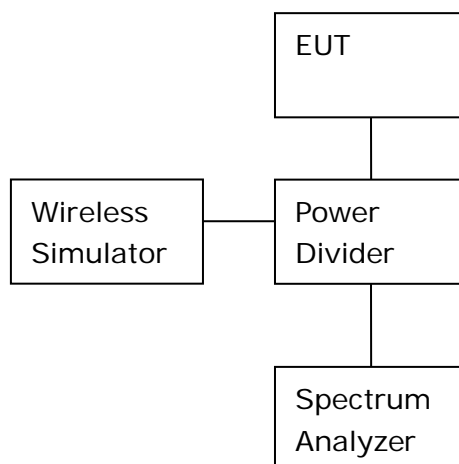 EUT
Wireless
Simulator
Power
Divider
Spectrum
Analyzer